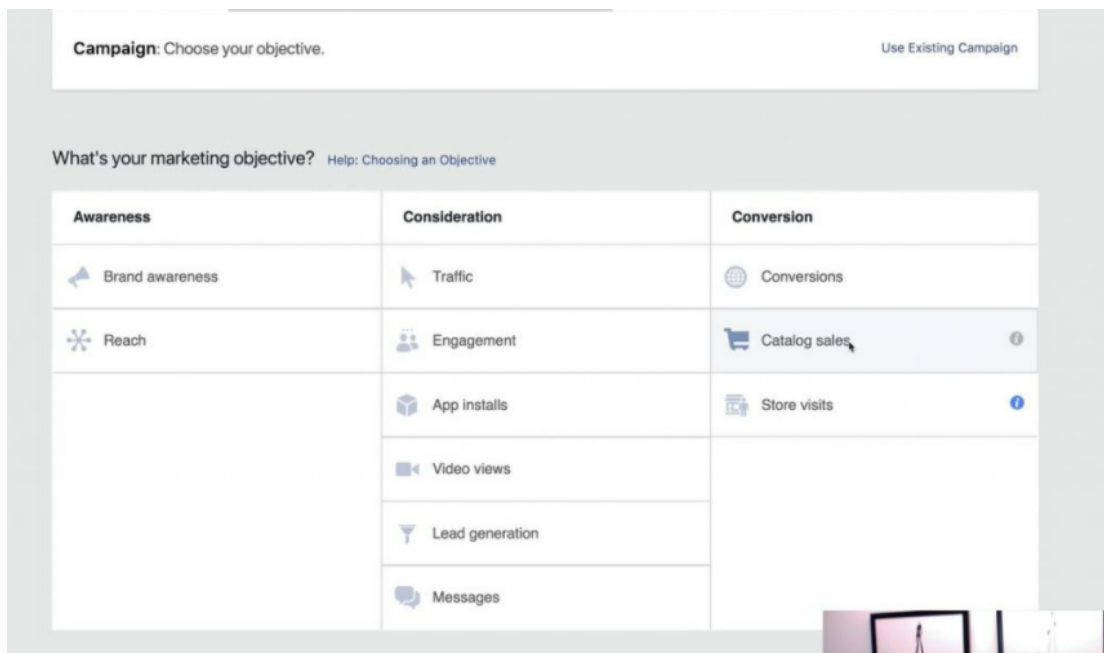 Campaign: Choose your objective.
Use Existing Campaign
What's your marketing objective? Help: Choosing an Objective
Awareness
Consideration
Conversion
Brand awareness
Traffic
Conversions
Reach
Engagement
Catalog sales
App installs
Store visits
Video views
Lead generation
Messages